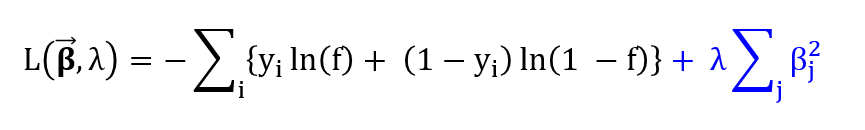 L(β⃗, λ) = − ∑ᵢ {yᵢ ln(f) + (1 − yᵢ) ln(1 − f)} + λ ∑ⱼ βⱼ²